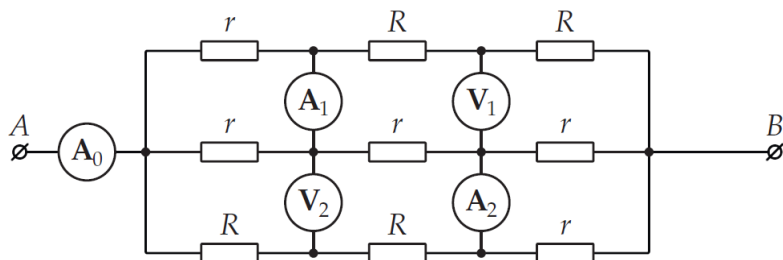 r R R
A₁ V₁
A A₀ r r r B
V₂ A₂
R R r